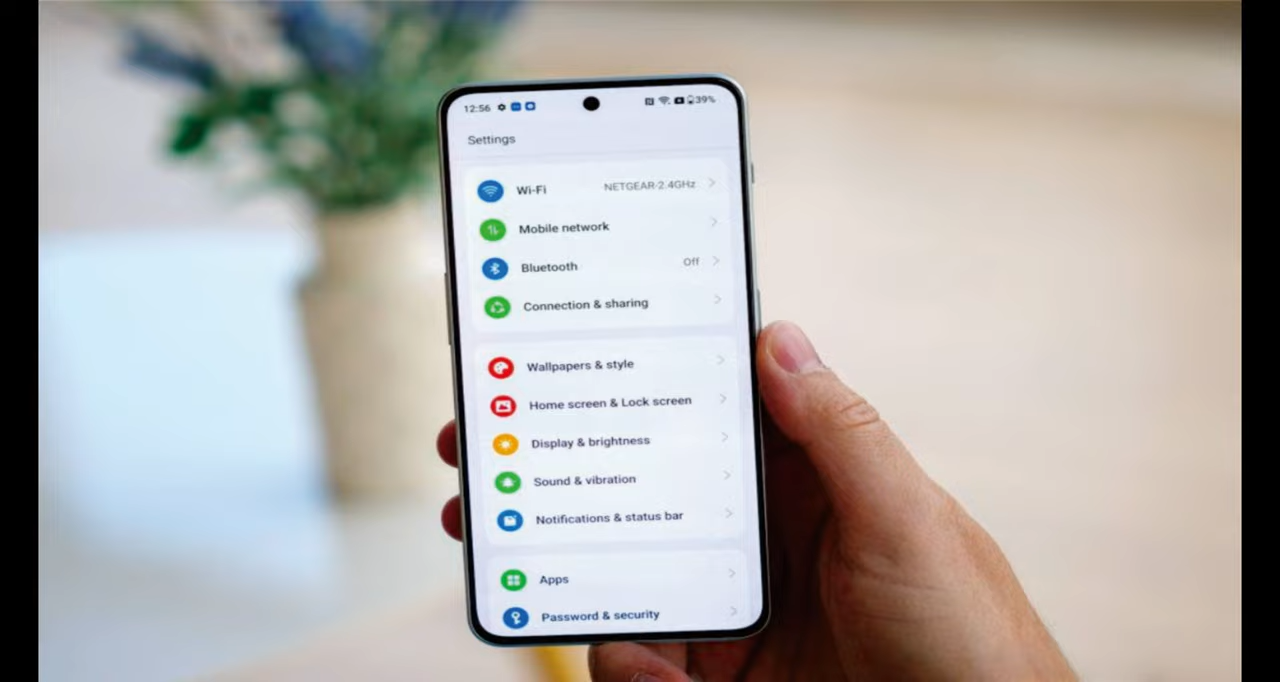 12:56 39%
Settings
Wi-Fi NETGEAR-2.4GHz
Mobile network
Bluetooth Off
Connection & sharing
Wallpapers & style
Home screen & Lock screen
Display & brightness
Sound & vibration
Notifications & status bar
Apps
Password & security